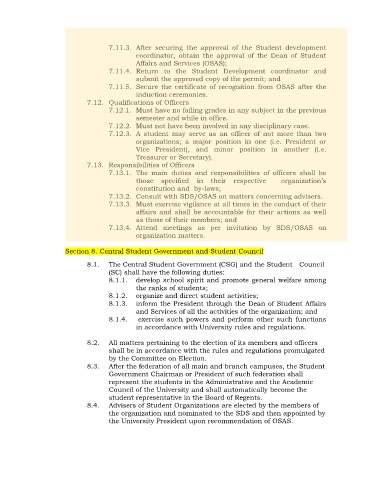 7.11.3. After securing the approval of the Student development
coordinator, obtain the approval of the Dean of Student
Affairs and Services (OSAS);
7.11.4. Return to the Student Development coordinator and
submit the approved copy of the permit; and
7.11.5. Secure the certificate of recognition from OSAS after the
induction ceremonies.
7.12. Qualifications of Officers
7.12.1. Must have no failing grades in any subject in the previous
semester and while in office.
7.12.2. Must not have been involved in any disciplinary case.
7.12.3. A student may serve as an officer of not more than two
organizations; a major position in one (i.e. President or
Vice President), and minor position in another (i.e.
Treasurer or Secretary).
7.13. Responsibilities of Officers
7.13.1. The main duties and responsibilities of officers shall be
those specified in their respective organization's
constitution and by-laws;
7.13.2. Consult with SDS/OSAS on matters concerning advisers.
7.13.3. Must exercise vigilance at all times in the conduct of their
affairs and shall be accountable for their actions as well
as those of their members; and
7.13.4. Attend meetings as per invitation by SDS/OSAS on
organization matters.
Section 8. Central Student Government and Student Council
8.1. The Central Student Government (CSG) and the Student Council
(SC) shall have the following duties:
8.1.1. develop school spirit and promote general welfare among
the ranks of students;
8.1.2. organize and direct student activities;
8.1.3. inform the President through the Dean of Student Affairs
and Services of all the activities of the organization; and
8.1.4. exercise such powers and perform other such functions
in accordance with University rules and regulations.
8.2. All matters pertaining to the election of its members and officers
shall be in accordance with the rules and regulations promulgated
by the Committee on Election.
8.3. After the federation of all main and branch campuses, the Student
Government Chairman or President of such federation shall
represent the students in the Administrative and the Academic
Council of the University and shall automatically become the
student representative in the Board of Regents.
8.4. Advisers of Student Organizations are elected by the members of
the organization and nominated to the SDS and then appointed by
the University President upon recommendation of OSAS.